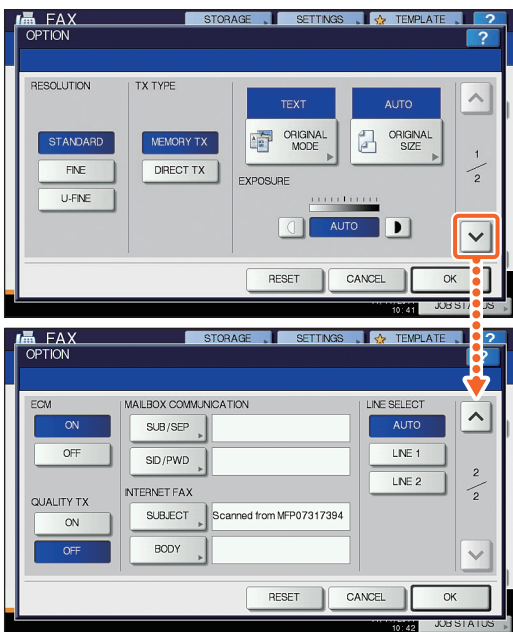 FAX STORAGE SETTINGS TEMPLATE ?
OPTION ?
RESOLUTION TX TYPE
TEXT AUTO
STANDARD MEMORY TX ORIGINAL MODE ORIGINAL SIZE
FINE DIRECT TX
1
2
EXPOSURE
U-FINE
AUTO
RESET CANCEL OK
10:41 JOB STATUS
FAX STORAGE SETTINGS TEMPLATE ?
OPTION ?
ECM MAILBOX COMMUNICATION LINE SELECT
ON SUB/SEP AUTO
OFF SID/PWD LINE 1
LINE 2
2
2
QUALITY TX INTERNET FAX
ON SUBJECT Scanned from MFP07317394
OFF BODY
RESET CANCEL OK
10:42 JOB STATUS